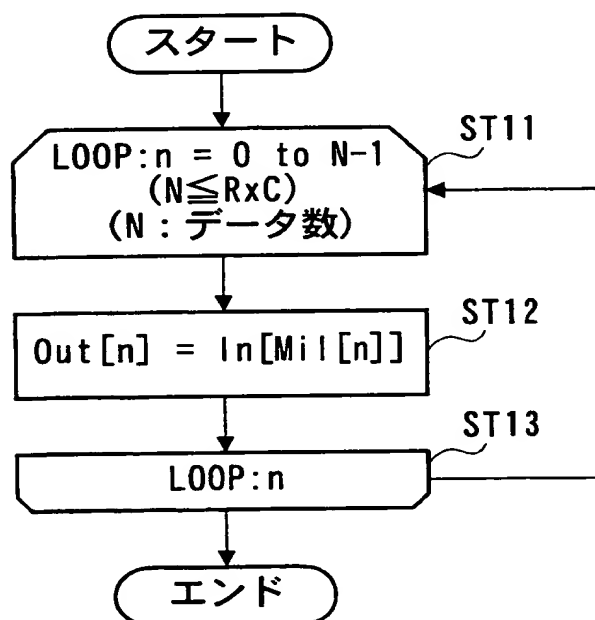 スタート
ST11
LOOP:n = 0 to N-1
(N≦RxC)
(N:データ数)
ST12
Out[n] = In[Mil[n]]
ST13
LOOP:n
エンド